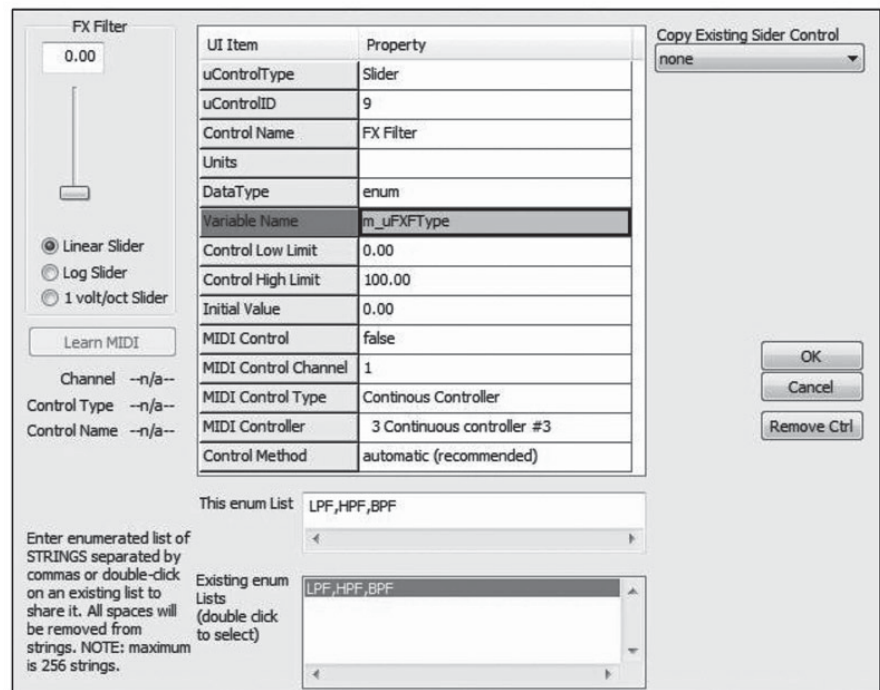 FX Filter
0.00
Linear Slider
Log Slider
1 volt/oct Slider
Learn MIDI
Channel --n/a--
Control Type --n/a--
Control Name --n/a--
UI Item Property
uControlType Slider
uControlID 9
Control Name FX Filter
Units
DataType enum
Variable Name m_uFXFType
Control Low Limit 0.00
Control High Limit 100.00
Initial Value 0.00
MIDI Control false
MIDI Control Channel 1
MIDI Control Type Continous Controller
MIDI Controller 3 Continuous controller #3
Control Method automatic (recommended)
Copy Existing Sider Control
none
OK
Cancel
Remove Ctrl
This enum List LPF,HPF,BPF
Enter enumerated list of
STRINGS separated by
commas or double-click
on an existing list to
share it. All spaces will
be removed from
strings. NOTE: maximum
is 256 strings.
Existing enum
Lists
(double click
to select)
LPF,HPF,BPF